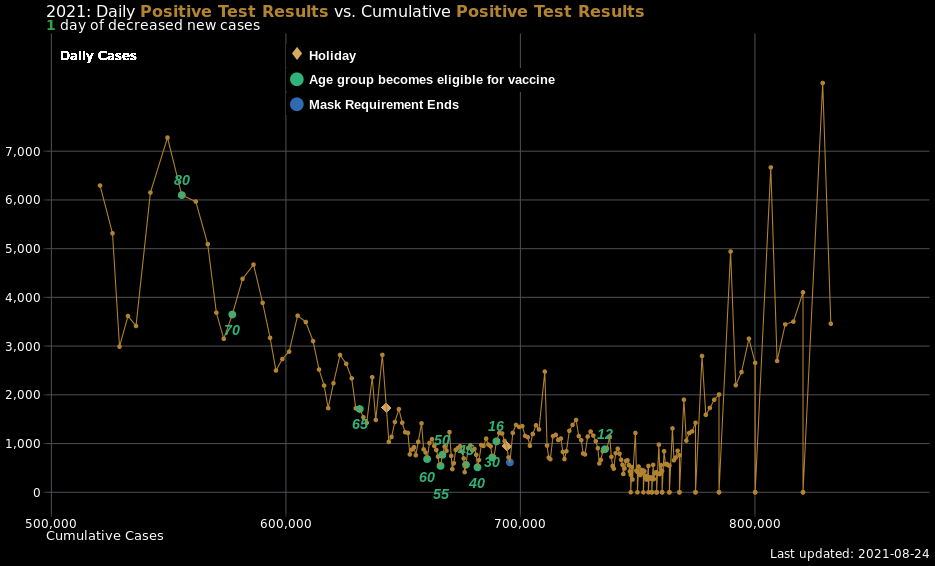 2021: Daily Positive Test Results vs. Cumulative Positive Test Results
1 day of decreased new cases
Daily Cases
Holiday
Age group becomes eligible for vaccine
Mask Requirement Ends
7,000
6,000
5,000
4,000
3,000
2,000
1,000
0
80
70
65
60
50
55
45
40
30
16
12
500,000
600,000
700,000
800,000
Cumulative Cases
Last updated: 2021-08-24